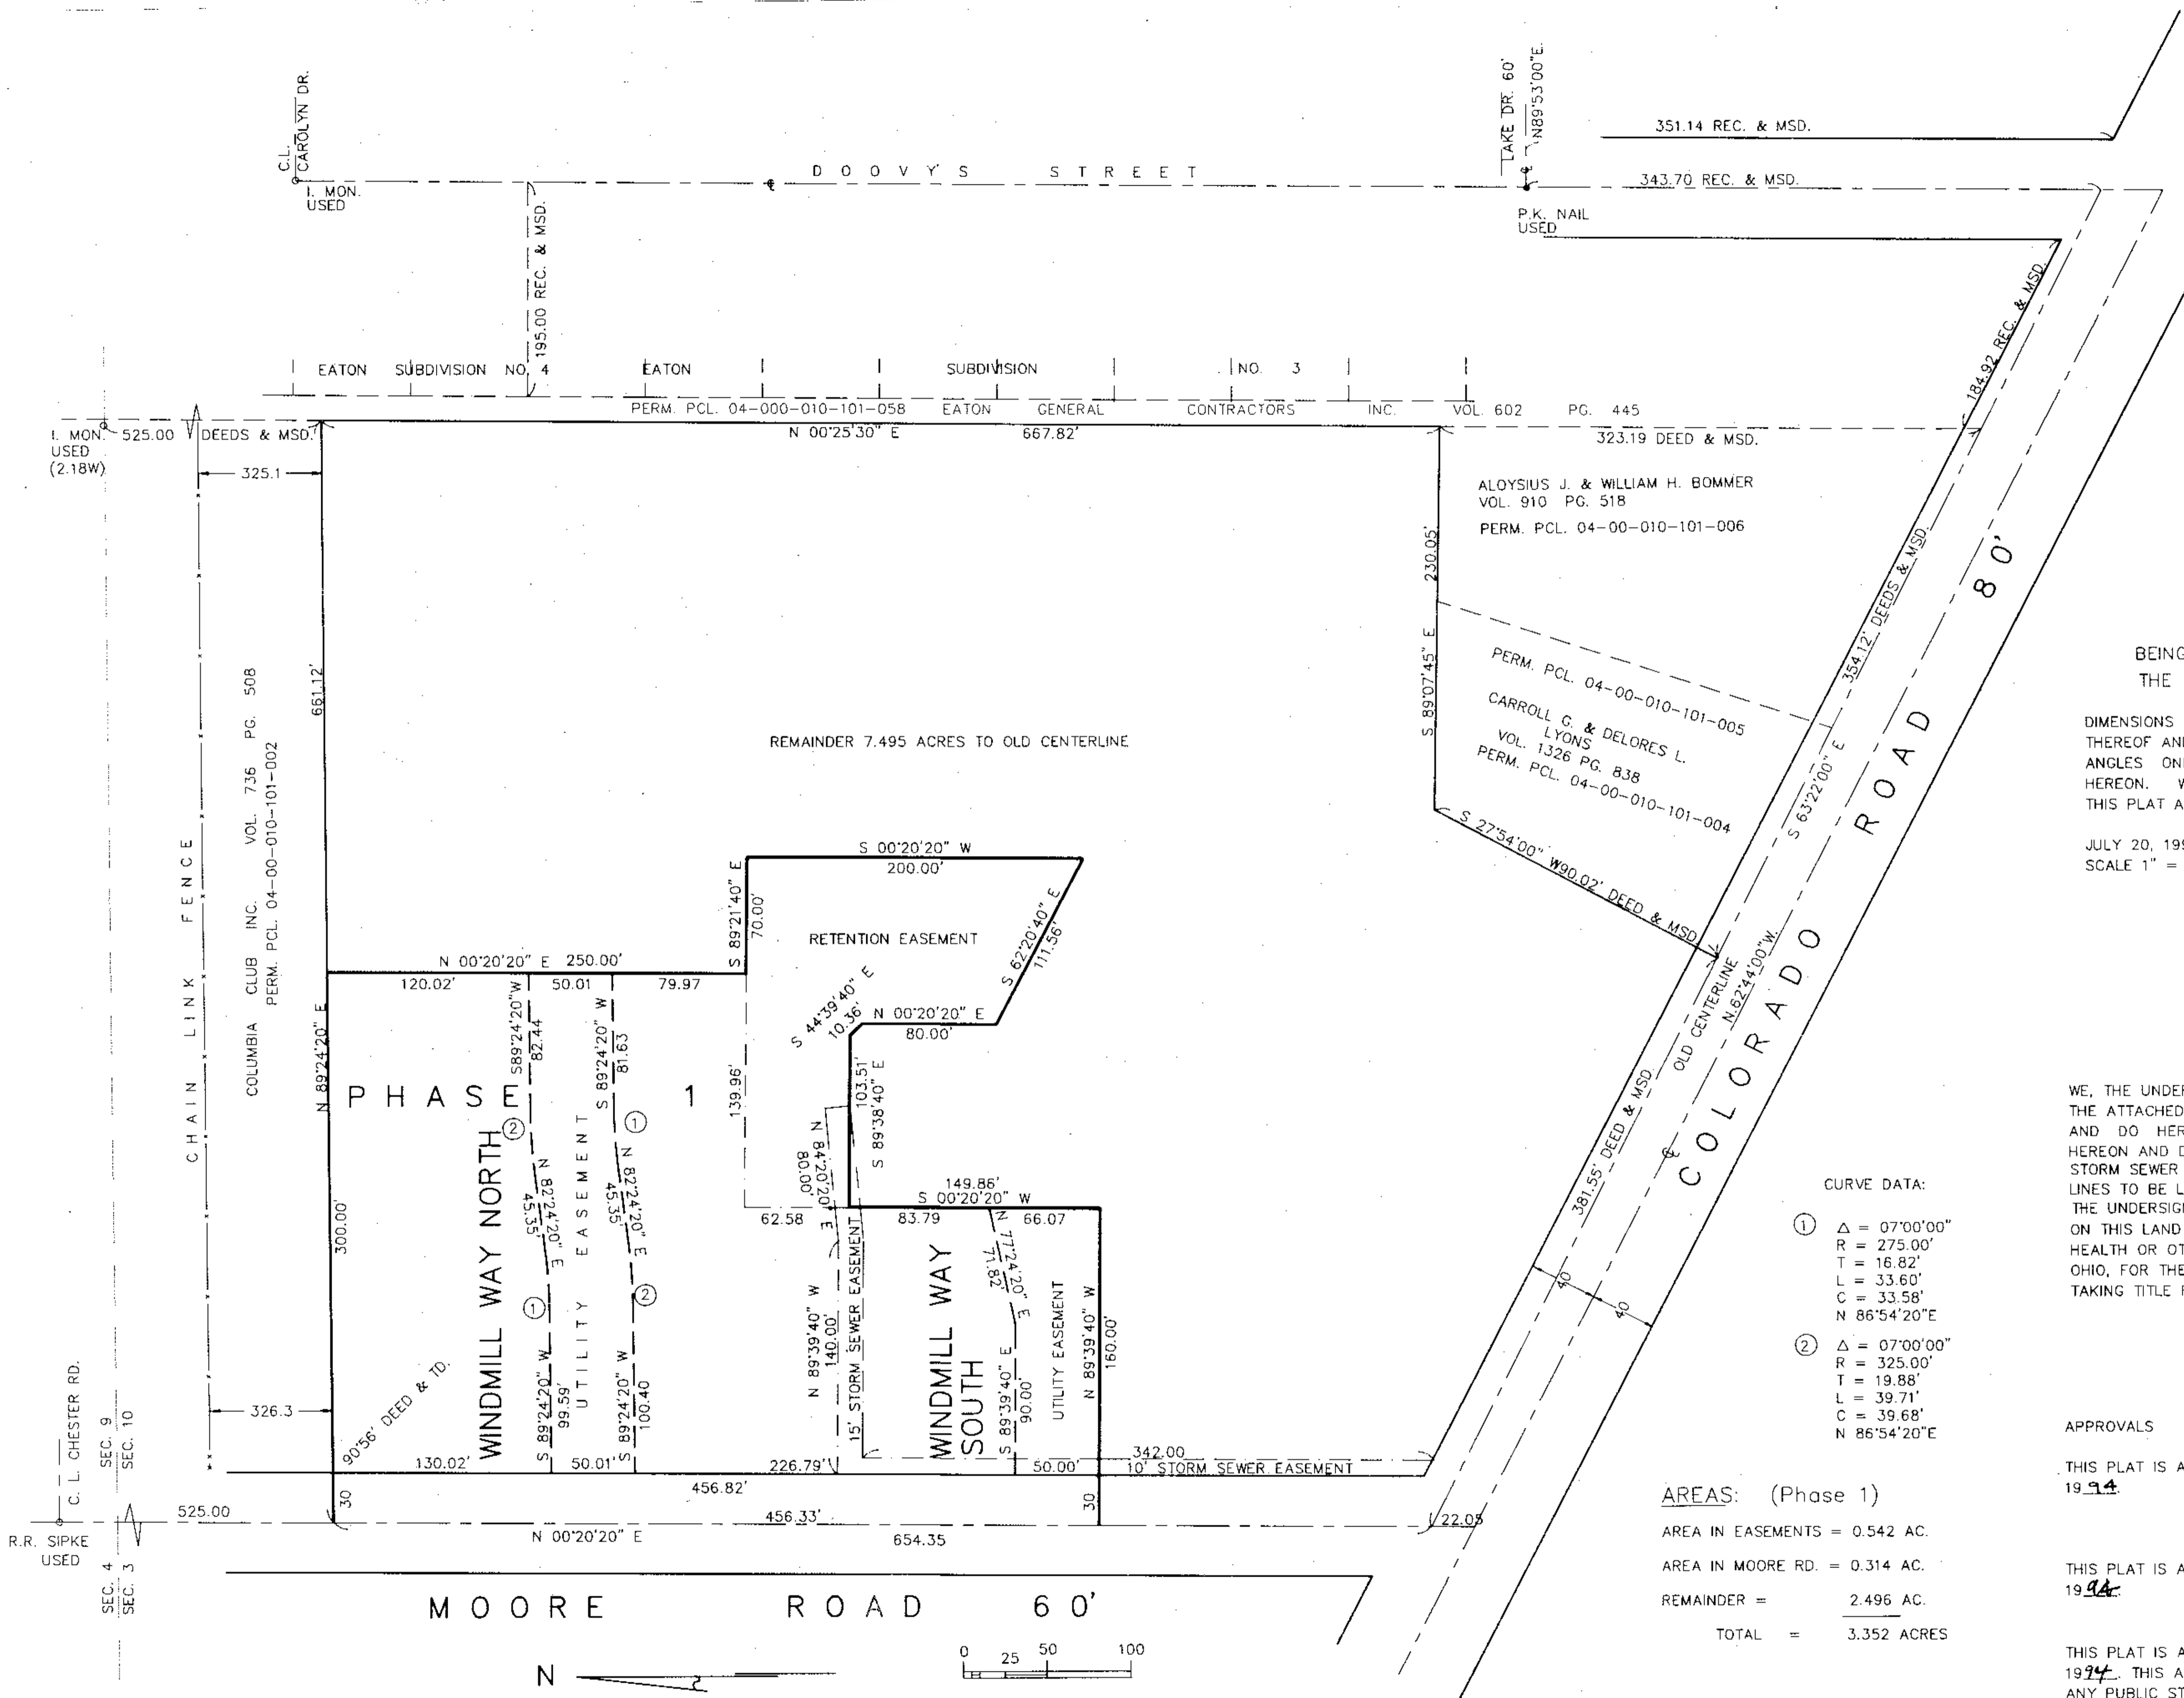 C.L.
CAROLYN DR.
I. MON.
USED
DOOVY'S STREET
LAKE DR. 60'
N89°53'00"E.
351.14 REC. & MSD.
343.70 REC. & MSD.
P.K. NAIL
USED
195.00 REC. & MSD.
184.92 REC. & MSD.
EATON SUBDIVISION NO. 4
EATON SUBDIVISION NO. 3
PERM. PCL. 04-000-010-101-058 EATON GENERAL CONTRACTORS INC. VOL. 602 PG. 445
I. MON.
USED
(2.18W)
525.00 DEEDS & MSD.
N 00°25'30" E 667.82'
323.19 DEED & MSD.
325.1
ALOYSIUS J. & WILLIAM H. BOMMER
VOL. 910 PG. 518
PERM. PCL. 04-00-010-101-006
230.05'
S 89°07'45" E
354.12' DEEDS & MSD.
S 63°22'00" E
PERM. PCL. 04-00-010-101-005
CARROLL G. & DELORES L.
LYONS
VOL. 1326 PG. 838
PERM. PCL. 04-00-010-101-004
S 27°54'00" W 90.02' DEED & MSD.
COLORADO ROAD 80'
OLD CENTERLINE
N.62°44'00"W.
381.55' DEED & MSD.
40
40
CHAIN LINK FENCE
COLUMBIA CLUB INC. VOL. 736 PG. 508
PERM. PCL. 04-00-010-101-002
661.12'
REMAINDER 7.495 ACRES TO OLD CENTERLINE
S 00°20'20" W
200.00'
S 89°21'40" E
70.00'
RETENTION EASEMENT
S 62°20'40" E
111.56'
N 00°20'20" E 250.00'
120.02' 50.01 79.97
S 44°39'40" E
10.36'
N 00°20'20" E
80.00'
N 89°24'20" E
300.00'
PHASE 1
S89°24'20"W
82.44
S 89°24'20" W
81.63
139.96'
103.51'
S 89°38'40" E
N 84°20'20" E
80.00'
2
1
WINDMILL WAY NORTH
N 82°24'20" E
45.35'
UTILITY EASEMENT
N 82°24'20" E
45.35'
1
2
S 89°24'20" W
99.59'
S 89°24'20" W
100.40
149.86'
S 00°20'20" W
62.58 83.79 66.07
N 89°39'40" W
140.00'
15' STORM SEWER EASEMENT
WINDMILL WAY
SOUTH
N 77°24'20" E
71.82'
S 89°39'40" E
90.00'
UTILITY EASEMENT
N 89°39'40" W
160.00'
326.3
90°56' DEED & TD.
130.02' 50.01' 226.79' 50.00'
342.00
10' STORM SEWER EASEMENT
456.82'
30
30
C. L. CHESTER RD.
SEC. 9
SEC. 10
525.00
R.R. SIPKE
USED
456.33'
N 00°20'20" E
654.35
22.05
SEC. 4
SEC. 3
MOORE ROAD 60'
N
0 25 50 100
CURVE DATA:
1 Δ = 07°00'00"
R = 275.00'
T = 16.82'
L = 33.60'
C = 33.58'
N 86°54'20"E
2 Δ = 07°00'00"
R = 325.00'
T = 19.88'
L = 39.71'
C = 39.68'
N 86°54'20"E
AREAS: (Phase 1)
AREA IN EASEMENTS = 0.542 AC.
AREA IN MOORE RD. = 0.314 AC.
REMAINDER = 2.496 AC.
TOTAL = 3.352 ACRES
BEING
THE
DIMENSIONS
THEREOF AN
ANGLES ON
HEREON. W
THIS PLAT A
JULY 20, 19
SCALE 1" =
WE, THE UNDE
THE ATTACHED
AND DO HER
HEREON AND D
STORM SEWER
LINES TO BE L
THE UNDERSIG
ON THIS LAND
HEALTH OR OT
OHIO, FOR THE
TAKING TITLE
APPROVALS
THIS PLAT IS A
1994.
THIS PLAT IS A
1994.
THIS PLAT IS A
1994. THIS A
ANY PUBLIC ST